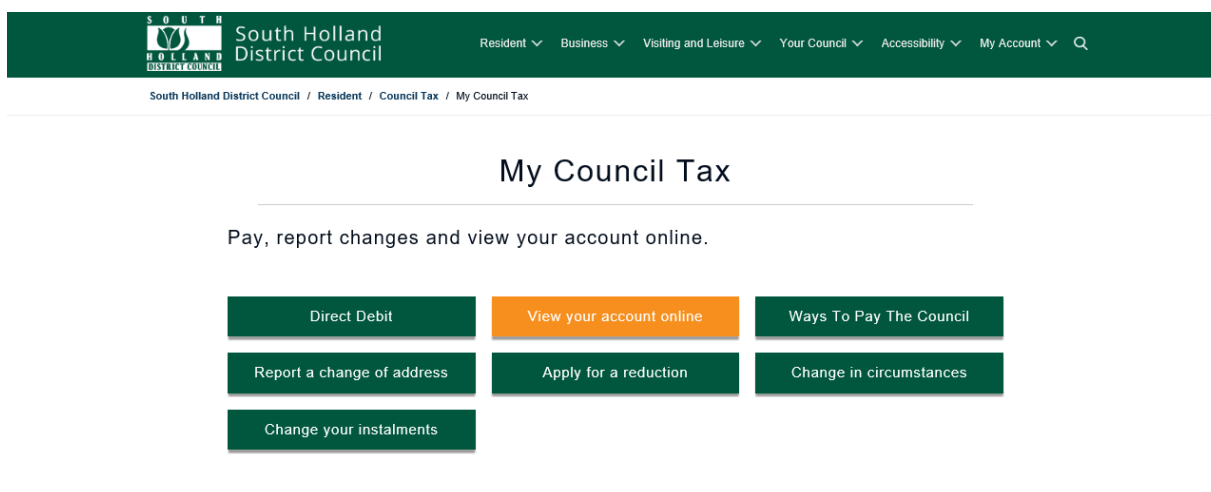 SOUTH
HOLLAND
DISTRICT COUNCIL
South Holland
District Council
Resident Business Visiting and Leisure Your Council Accessibility My Account
South Holland District Council / Resident / Council Tax / My Council Tax
My Council Tax
Pay, report changes and view your account online.
Direct Debit View your account online Ways To Pay The Council
Report a change of address Apply for a reduction Change in circumstances
Change your instalments